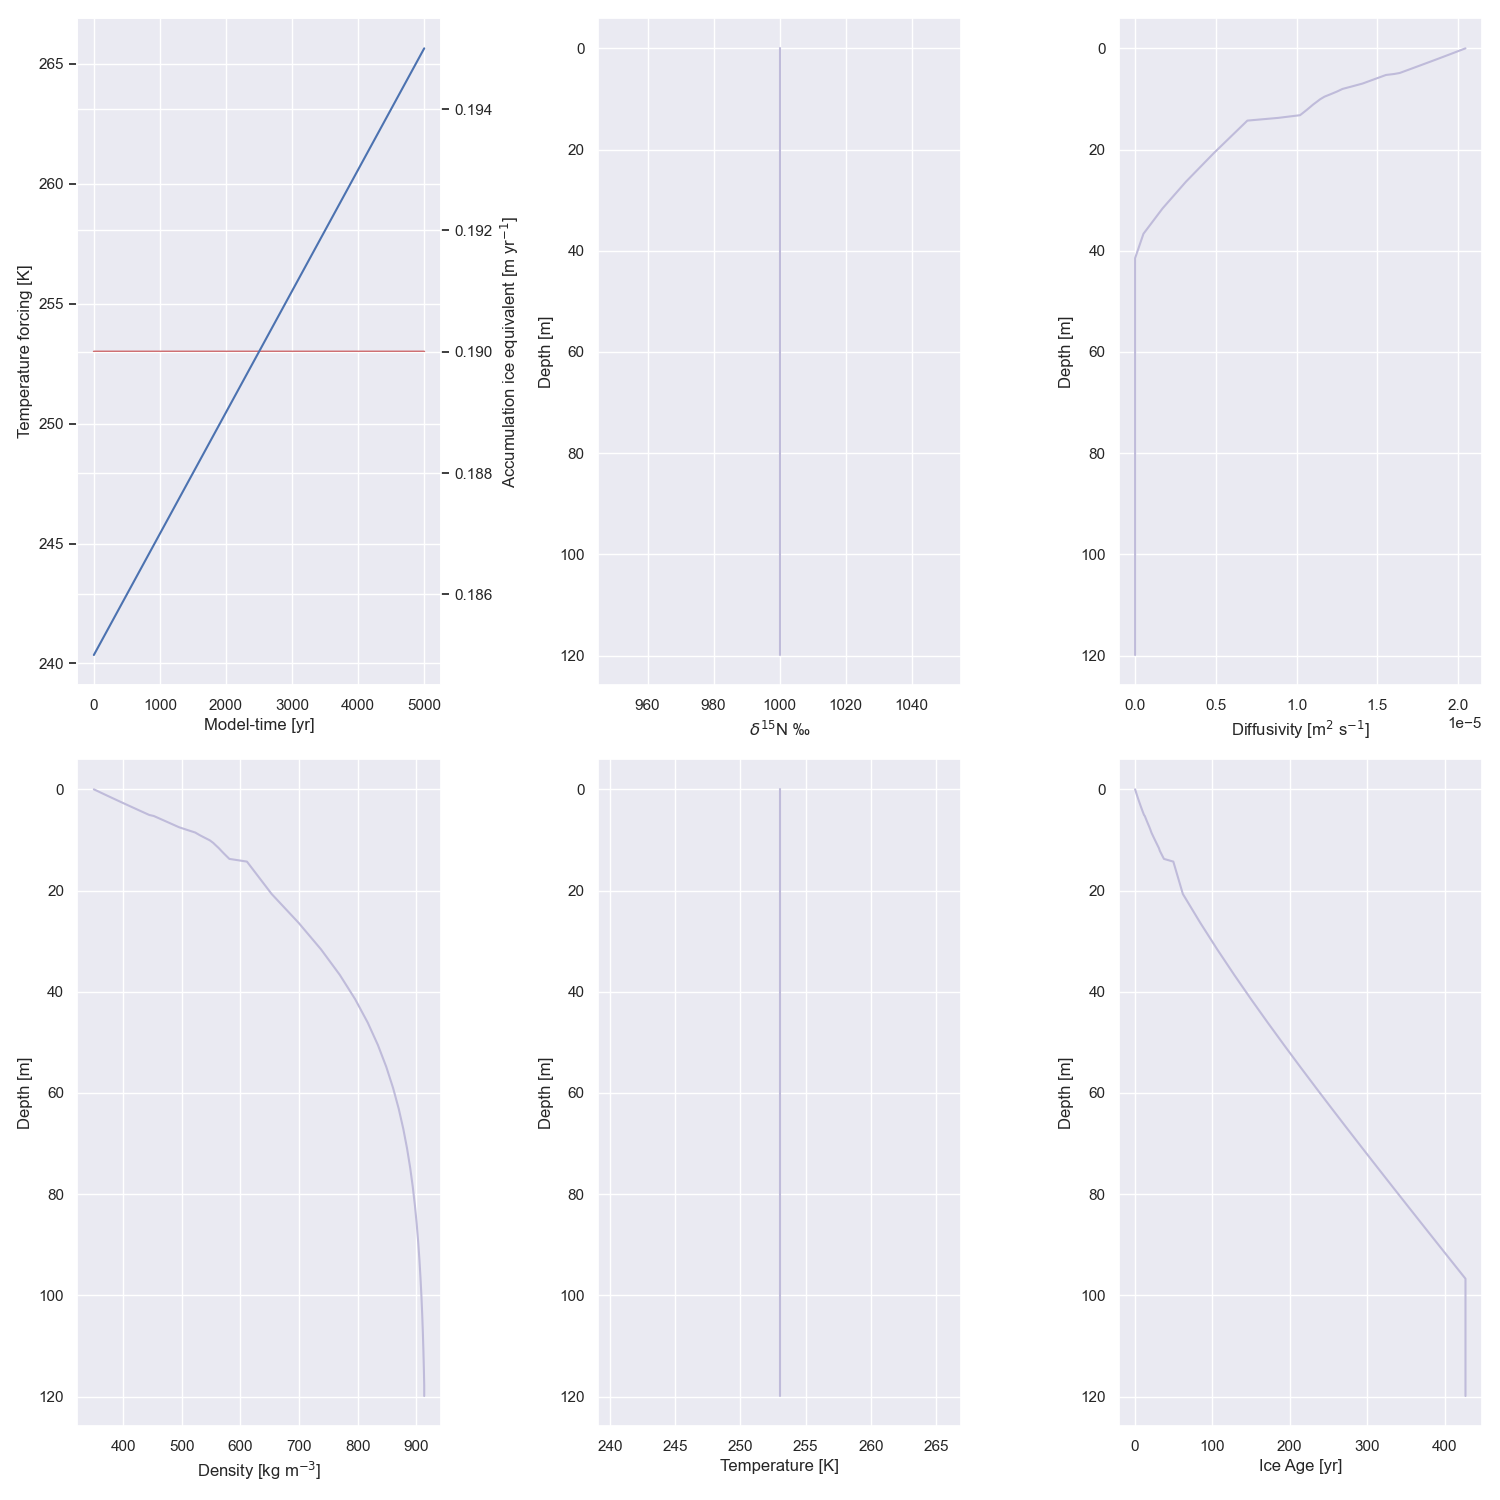 265
260
255
250
245
240
Temperature forcing [K]
0 1000 2000 3000 4000 5000
Model-time [yr]
0.194
0.192
0.190
0.188
0.186
Accumulation ice equivalent [m yr⁻¹]
0
20
40
60
80
100
120
Depth [m]
960 980 1000 1020 1040
δ¹⁵N ‰
0
20
40
60
80
100
120
Depth [m]
0.0 0.5 1.0 1.5 2.0
1e−5
Diffusivity [m² s⁻¹]
0
20
40
60
80
100
120
Depth [m]
400 500 600 700 800 900
Density [kg m⁻³]
0
20
40
60
80
100
120
Depth [m]
240 245 250 255 260 265
Temperature [K]
0
20
40
60
80
100
120
Depth [m]
0 100 200 300 400
Ice Age [yr]